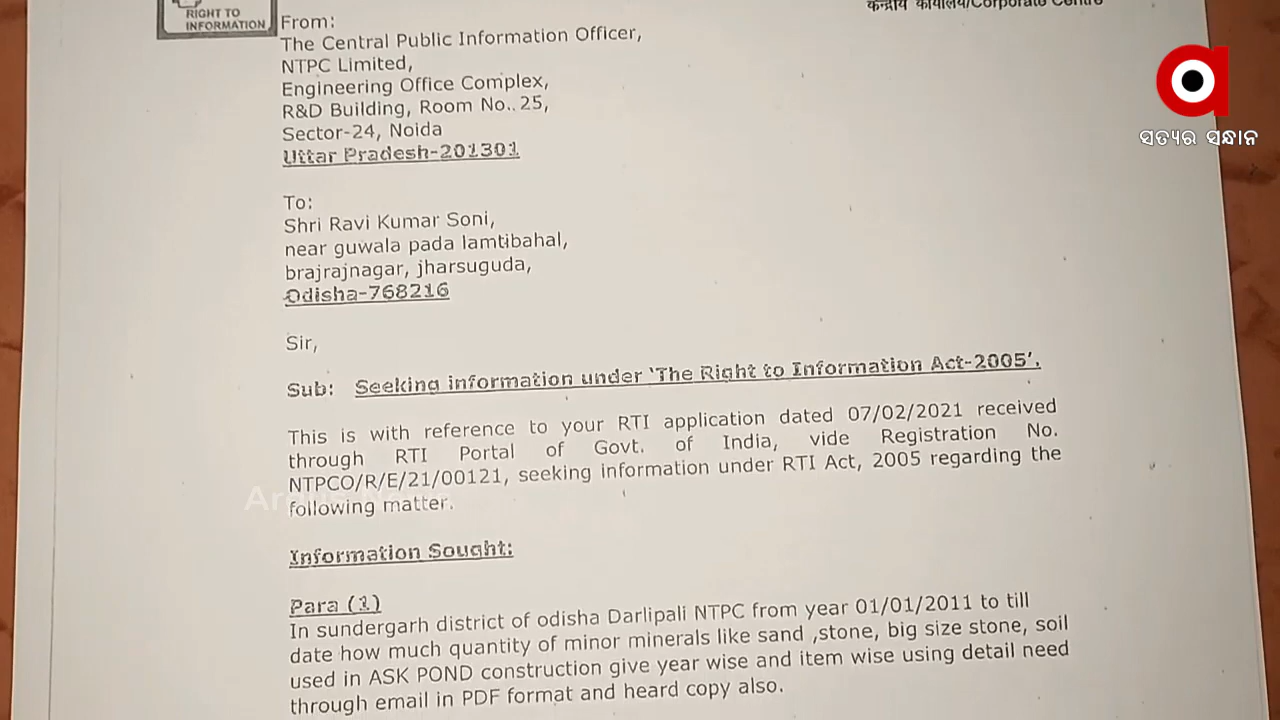 RIGHT TO
INFORMATION
केन्द्रीय कार्यालय/Corporate Centre
From:
The Central Public Information Officer,
NTPC Limited,
Engineering Office Complex,
R&D Building, Room No. 25,
Sector-24, Noida
Uttar Pradesh-201301
ସତ୍ୟର ସନ୍ଧାନ
To:
Shri Ravi Kumar Soni,
near guwala pada lamtibahal,
brajrajnagar, jharsuguda,
Odisha-768216
Sir,
Sub: Seeking information under 'The Right to Information Act-2005'.
This is with reference to your RTI application dated 07/02/2021 received
through RTI Portal of Govt. of India, vide Registration No.
NTPCO/R/E/21/00121, seeking information under RTI Act, 2005 regarding the
following matter.
Information Sought:
Para (1)
In sundergarh district of odisha Darlipali NTPC from year 01/01/2011 to till
date how much quantity of minor minerals like sand ,stone, big size stone, soil
used in ASK POND construction give year wise and item wise using detail need
through email in PDF format and heard copy also.